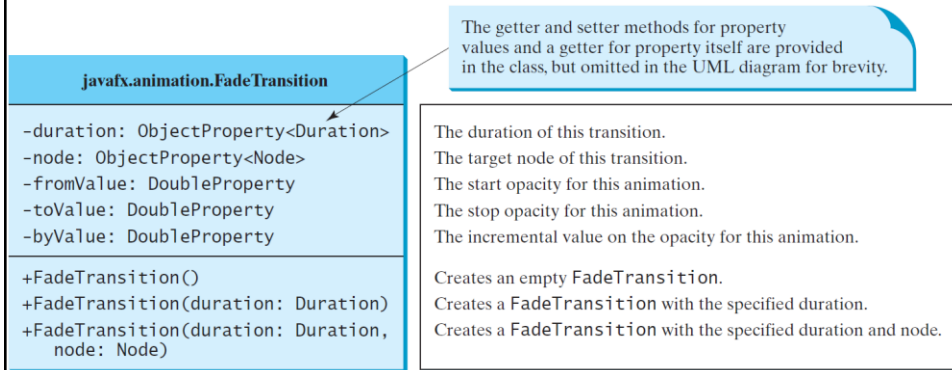 The getter and setter methods for property
values and a getter for property itself are provided
in the class, but omitted in the UML diagram for brevity.
javafx.animation.FadeTransition
-duration: ObjectProperty<Duration>
The duration of this transition.
-node: ObjectProperty<Node>
The target node of this transition.
-fromValue: DoubleProperty
The start opacity for this animation.
-toValue: DoubleProperty
The stop opacity for this animation.
-byValue: DoubleProperty
The incremental value on the opacity for this animation.
+FadeTransition()
Creates an empty FadeTransition.
+FadeTransition(duration: Duration)
Creates a FadeTransition with the specified duration.
+FadeTransition(duration: Duration,
node: Node)
Creates a FadeTransition with the specified duration and node.